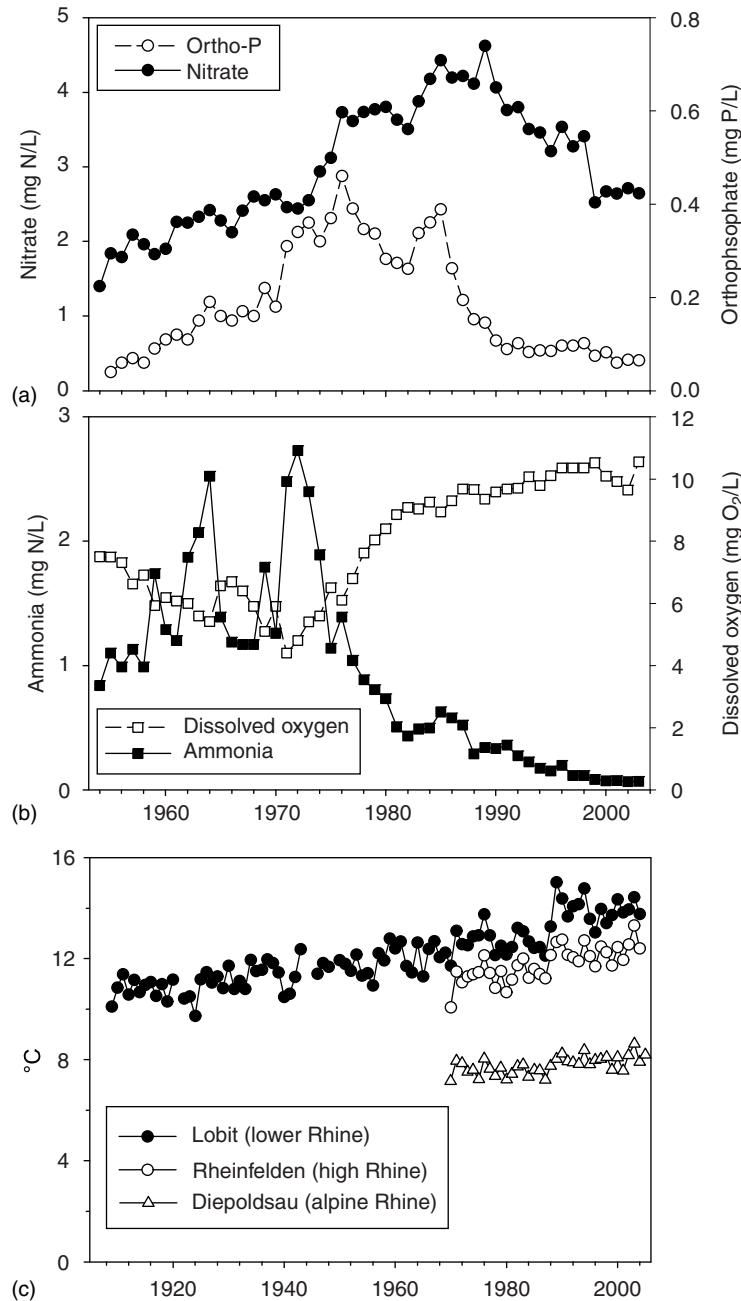 5
4
3
2
1
0
Nitrate (mg N/L)
Ortho-P
Nitrate
0.8
0.6
0.4
0.2
0.0
Orthophsophate (mg P/L)
(a)
3
2
1
0
Ammonia (mg N/L)
Dissolved oxygen
Ammonia
12
10
8
6
4
2
0
Dissolved oxygen (mg O2/L)
1960 1970 1980 1990 2000
(b)
16
12
8
4
0
°C
Lobit (lower Rhine)
Rheinfelden (high Rhine)
Diepoldsau (alpine Rhine)
1920 1940 1960 1980 2000
(c)